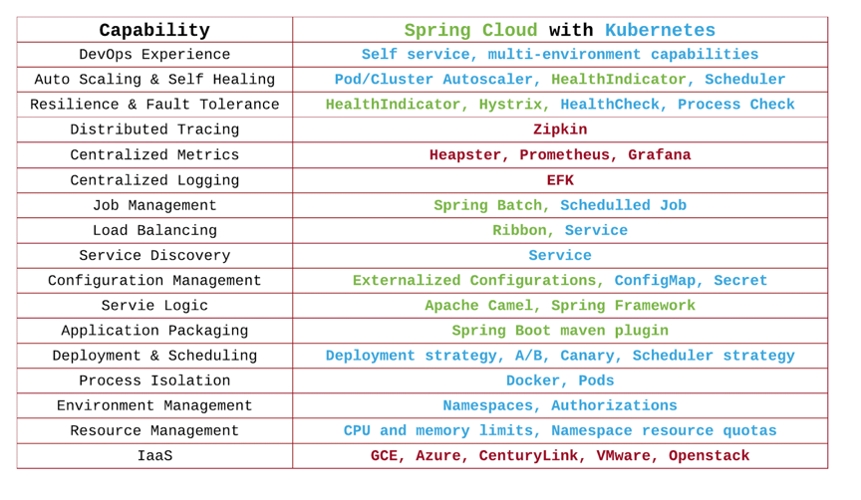 Capability Spring Cloud with Kubernetes
DevOps Experience Self service, multi-environment capabilities
Auto Scaling & Self Healing Pod/Cluster Autoscaler, HealthIndicator, Scheduler
Resilience & Fault Tolerance HealthIndicator, Hystrix, HealthCheck, Process Check
Distributed Tracing Zipkin
Centralized Metrics Heapster, Prometheus, Grafana
Centralized Logging EFK
Job Management Spring Batch, Schedulled Job
Load Balancing Ribbon, Service
Service Discovery Service
Configuration Management Externalized Configurations, ConfigMap, Secret
Servie Logic Apache Camel, Spring Framework
Application Packaging Spring Boot maven plugin
Deployment & Scheduling Deployment strategy, A/B, Canary, Scheduler strategy
Process Isolation Docker, Pods
Environment Management Namespaces, Authorizations
Resource Management CPU and memory limits, Namespace resource quotas
IaaS GCE, Azure, CenturyLink, VMware, Openstack